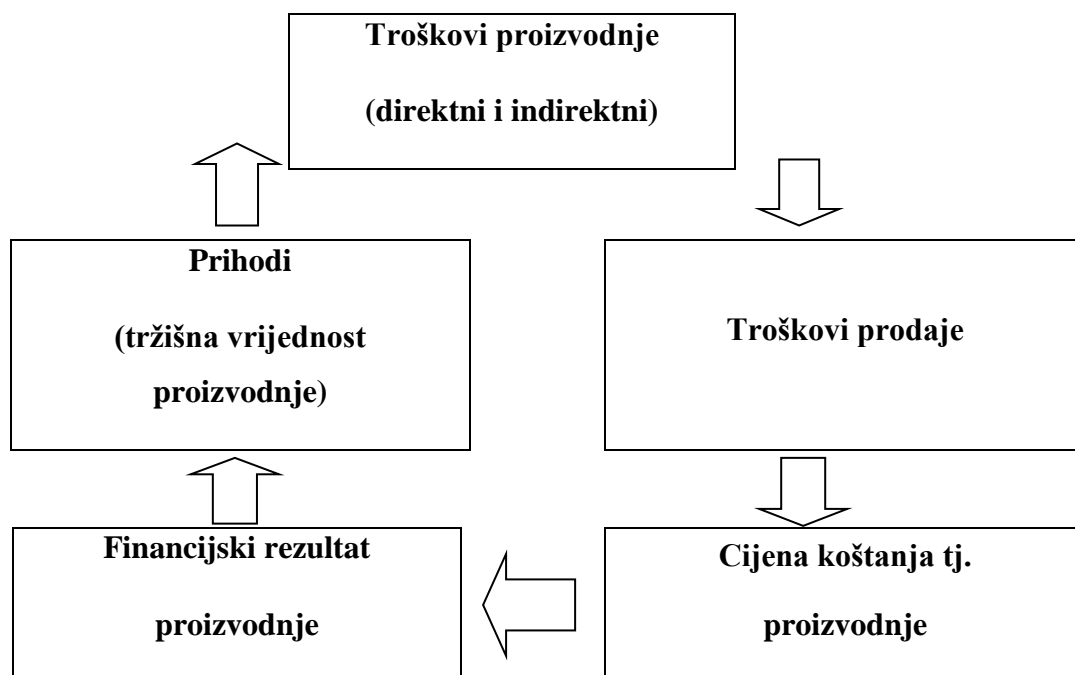 Troškovi proizvodnje
(direktni i indirektni)
Prihodi
(tržišna vrijednost
proizvodnje)
Troškovi prodaje
Financijski rezultat
proizvodnje
Cijena koštanja tj.
proizvodnje